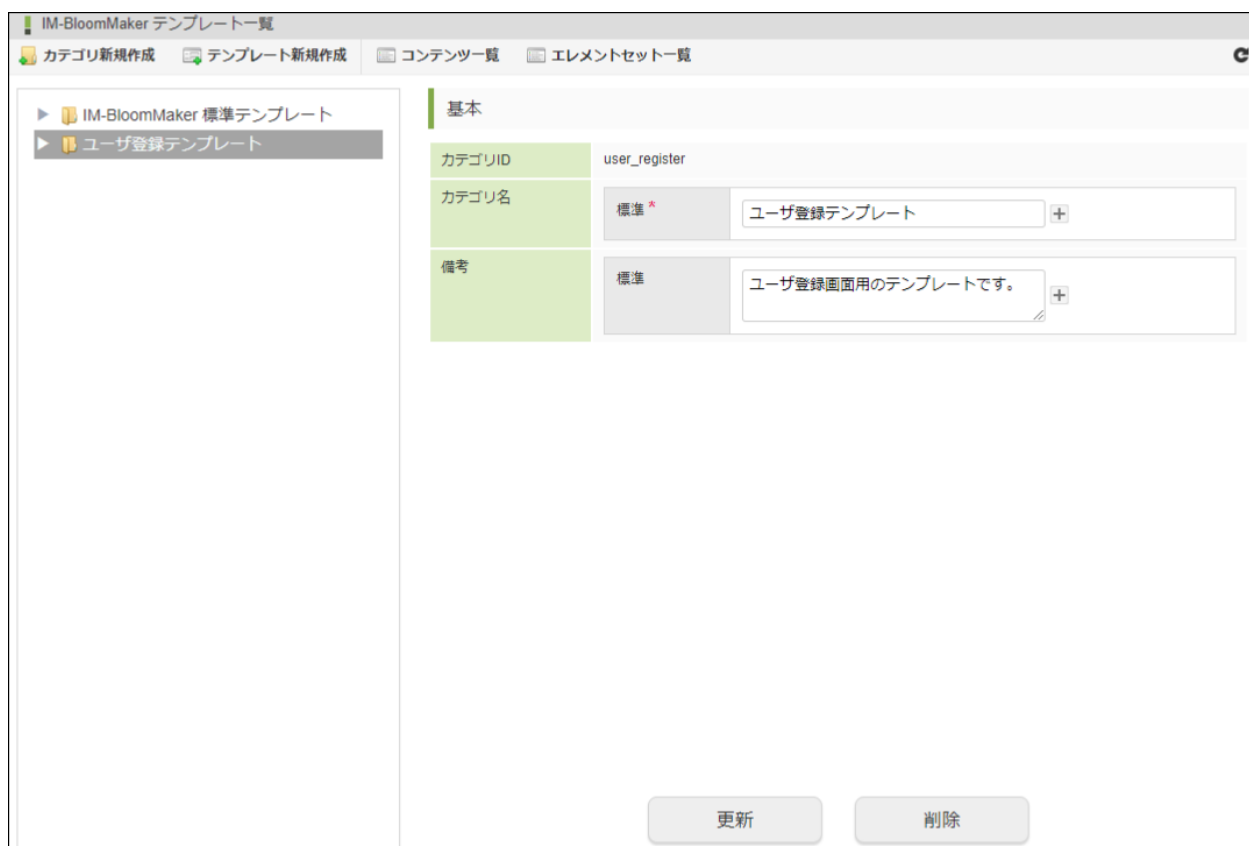 IM-BloomMaker テンプレート一覧
カテゴリ新規作成 テンプレート新規作成 コンテンツ一覧 エレメントセット一覧
IM-BloomMaker 標準テンプレート
ユーザ登録テンプレート
基本
カテゴリID user_register
カテゴリ名 標準* ユーザ登録テンプレート
備考 標準 ユーザ登録画面用のテンプレートです。
更新 削除